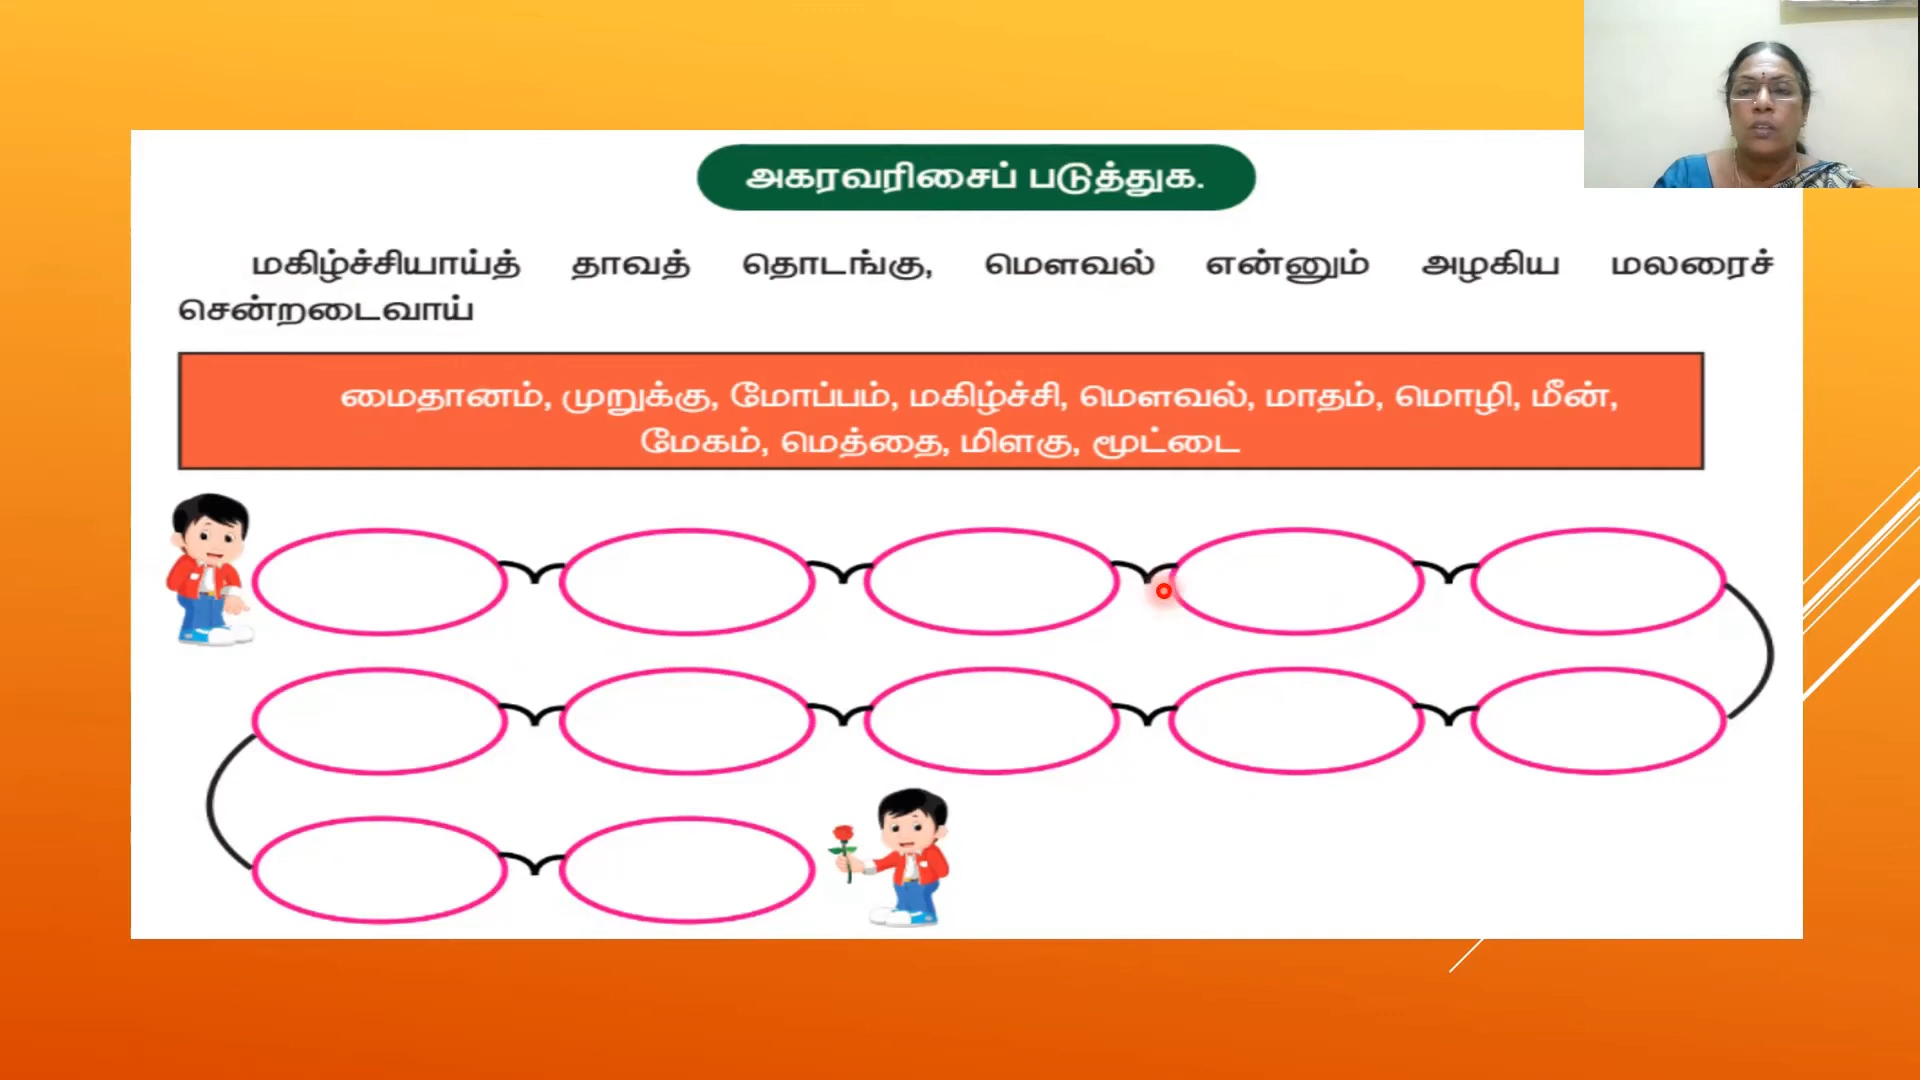 அகரவரிசைப் படுத்துக.
மகிழ்ச்சியாய்த் தாவத் தொடங்கு, மௌவல் என்னும் அழகிய மலரைச்
சென்றடைவாய்
மைதானம், முறுக்கு, மோப்பம், மகிழ்ச்சி, மௌவல், மாதம், மொழி, மீன்,
மேகம், மெத்தை, மிளகு, மூட்டை